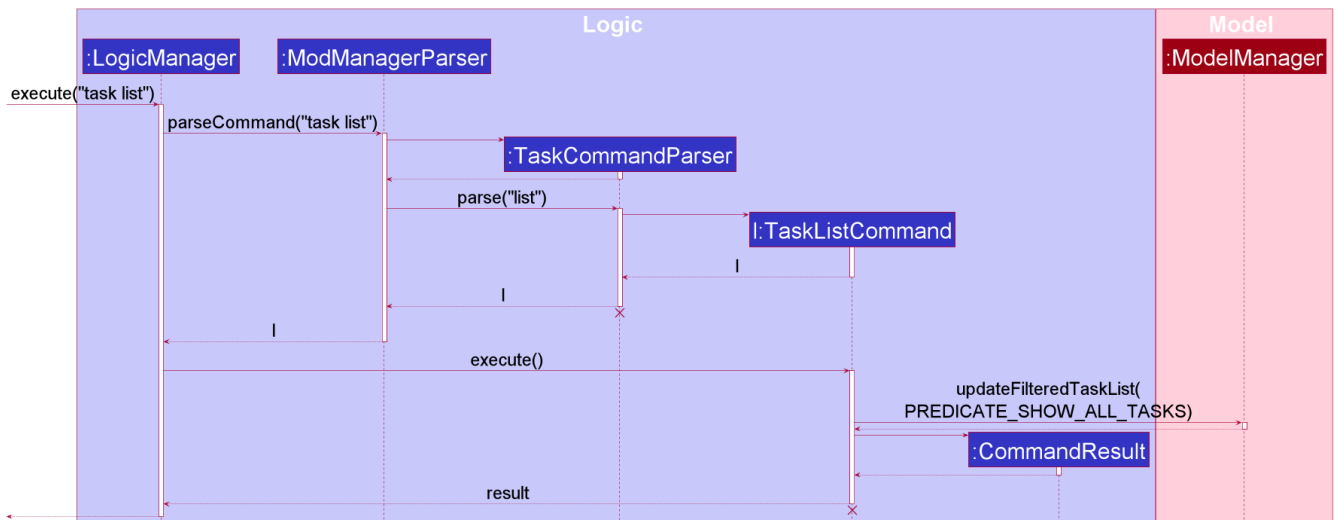 Logic
Model
:LogicManager
:ModManagerParser
:ModelManager
execute("task list")
parseCommand("task list")
:TaskCommandParser
parse("list")
l:TaskListCommand
l
l
l
execute()
updateFilteredTaskList(
PREDICATE_SHOW_ALL_TASKS)
:CommandResult
result